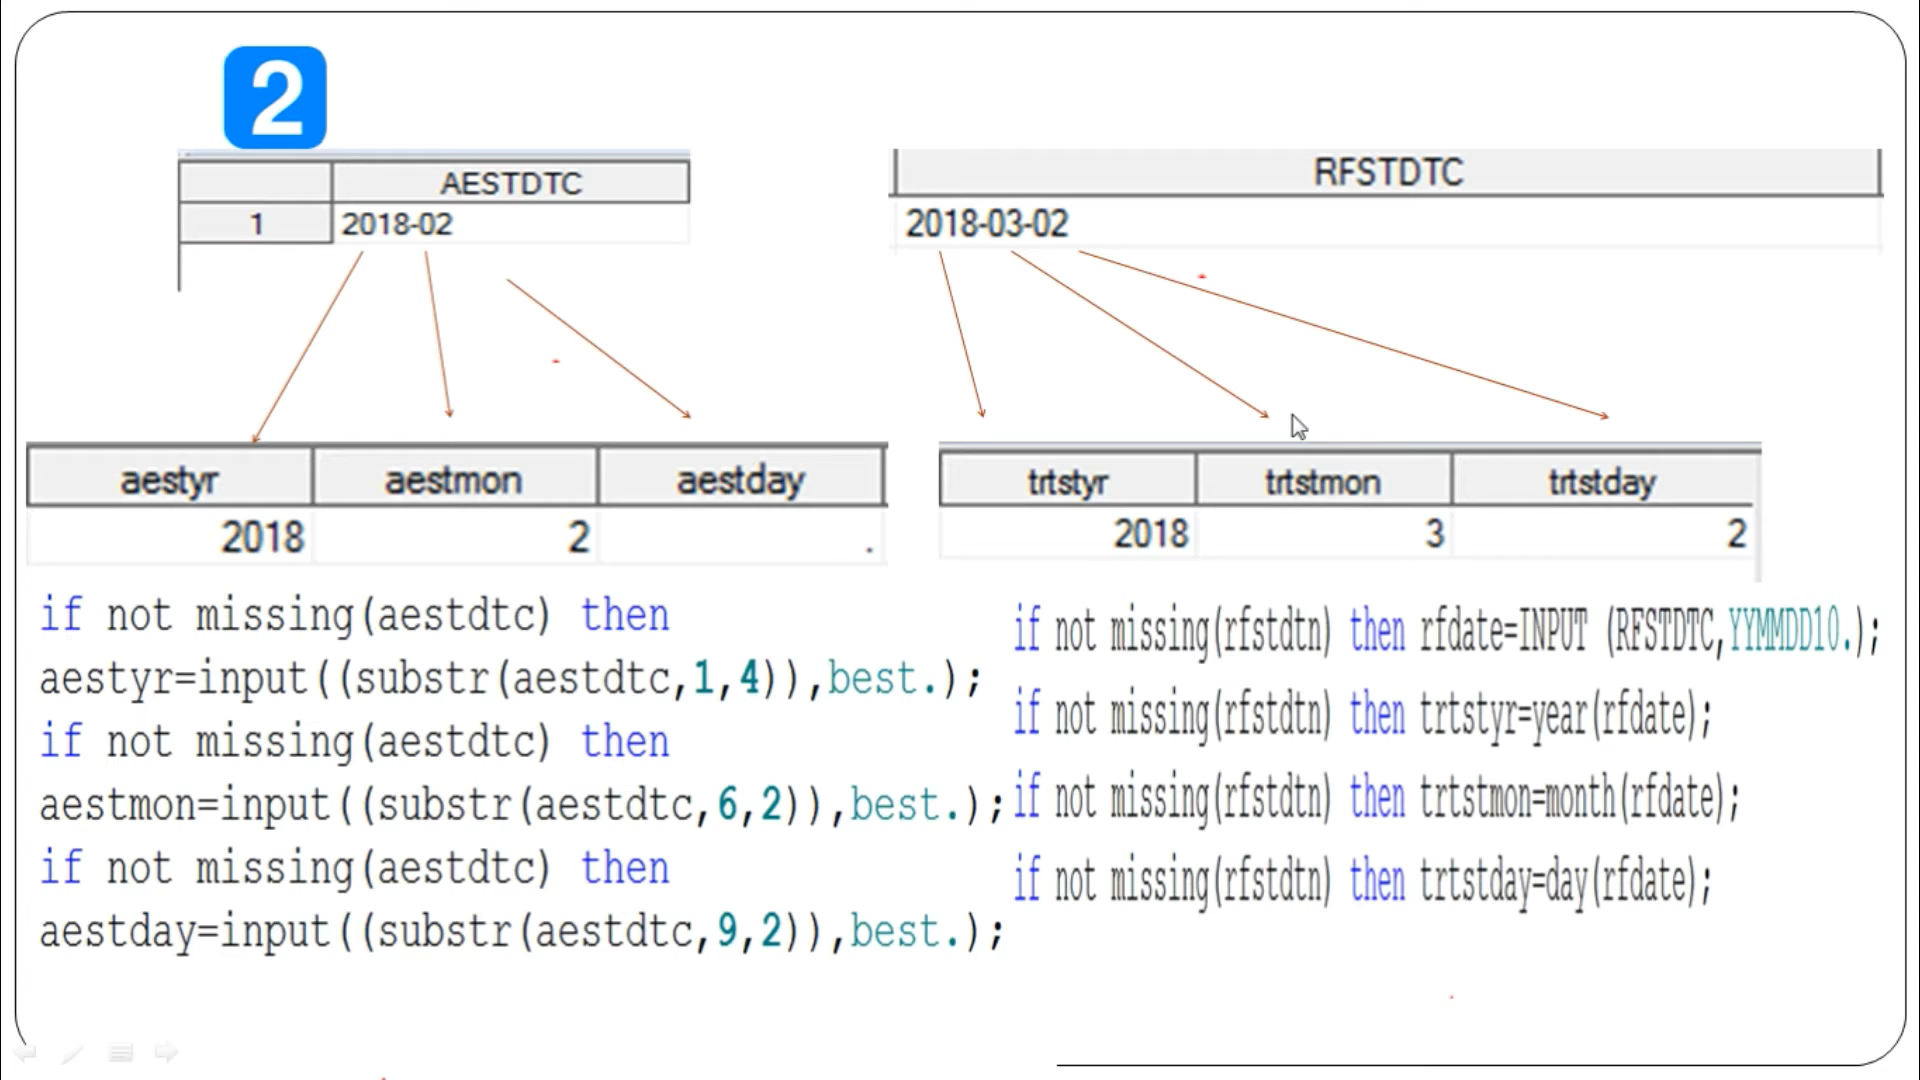 2
AESTDTC
1 2018-02
RFSTDTC
2018-03-02
aestyr aestmon aestday
2018 2 .
trtstyr trtstmon trtstday
2018 3 2
if not missing(aestdtc) then
aestyr=input((substr(aestdtc,1,4)),best.);
if not missing(aestdtc) then
aestmon=input((substr(aestdtc,6,2)),best.);
if not missing(aestdtc) then
aestday=input((substr(aestdtc,9,2)),best.);
if not missing(rfstdtn) then rfdate=INPUT (RFSTDTC,YYMMDD10.);
if not missing(rfstdtn) then trtstyr=year(rfdate);
if not missing(rfstdtn) then trtstmon=month(rfdate);
if not missing(rfstdtn) then trtstday=day(rfdate);